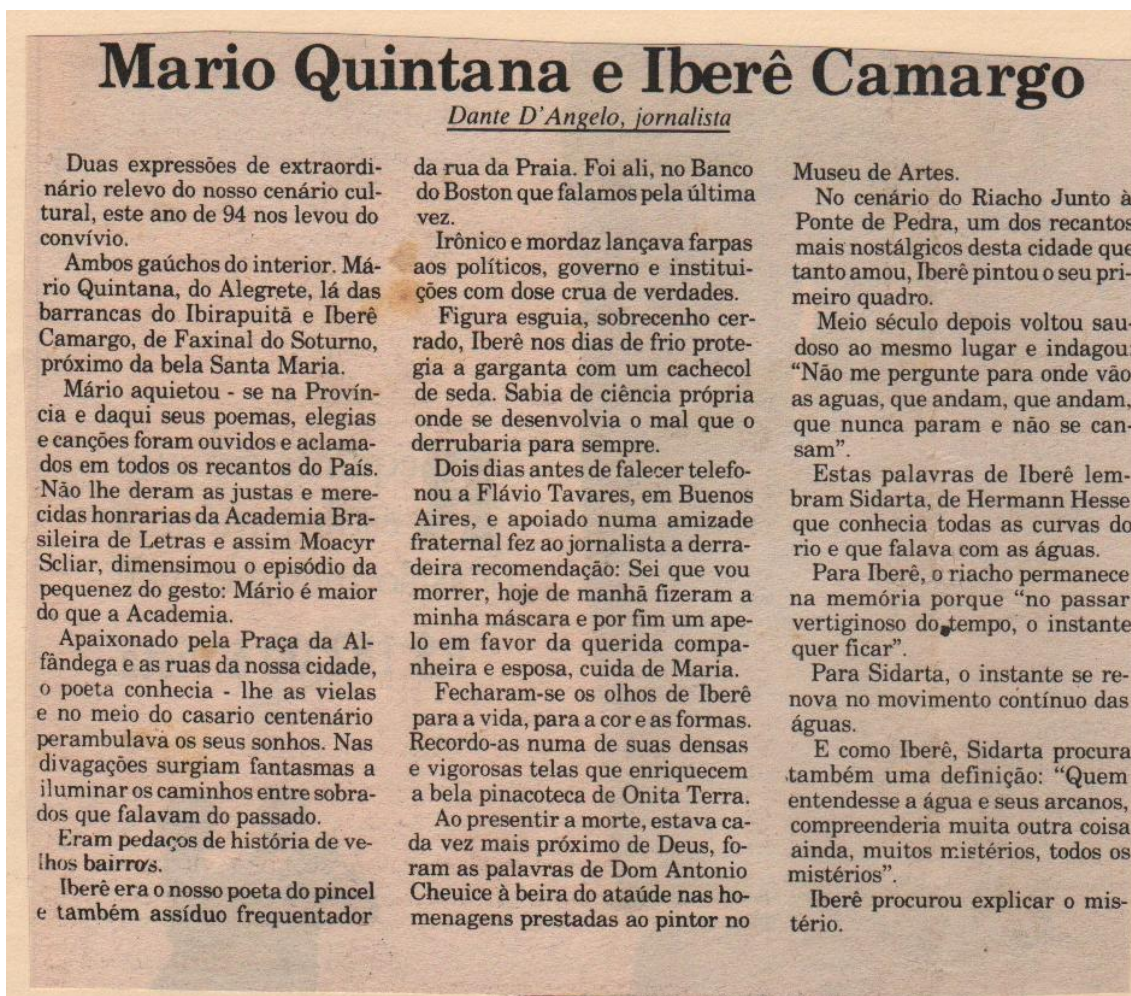 Mario Quintana e Iberê Camargo
Dante D'Angelo, jornalista
Duas expressões de extraordi-
nário relevo do nosso cenário cul-
tural, este ano de 94 nos levou do
convívio.
Ambos gaúchos do interior. Má-
rio Quintana, do Alegrete, lá das
barrancas do Ibirapuitã e Iberê
Camargo, de Faxinal do Soturno,
próximo da bela Santa Maria.
Mário aquietou - se na Provín-
cia e daqui seus poemas, elegias
e canções foram ouvidos e aclama-
dos em todos os recantos do País.
Não lhe deram as justas e mere-
cidas honrarias da Academia Bra-
sileira de Letras e assim Moacyr
Scliar, dimensimou o episódio da
pequenez do gesto: Mário é maior
do que a Academia.
Apaixonado pela Praça da Al-
fândega e as ruas da nossa cidade,
o poeta conhecia - lhe as vielas
e no meio do casario centenário
perambulava os seus sonhos. Nas
divagações surgiam fantasmas a
iluminar os caminhos entre sobra-
dos que falavam do passado.
Eram pedaços de história de ve-
lhos bairros.
Iberê era o nosso poeta do pincel
e também assíduo frequentador
da rua da Praia. Foi ali, no Banco
do Boston que falamos pela última
vez.
Irônico e mordaz lançava farpas
aos políticos, governo e institui-
ções com dose crua de verdades.
Figura esguia, sobrecenho cer-
rado, Iberê nos dias de frio prote-
gia a garganta com um cachecol
de seda. Sabia de ciência própria
onde se desenvolvia o mal que o
derrubaria para sempre.
Dois dias antes de falecer telefo-
nou a Flávio Tavares, em Buenos
Aires, e apoiado numa amizade
fraternal fez ao jornalista a derra-
deira recomendação: Sei que vou
morrer, hoje de manhã fizeram a
minha máscara e por fim um ape-
lo em favor da querida compa-
nheira e esposa, cuida de Maria.
Fecharam-se os olhos de Iberê
para a vida, para a cor e as formas.
Recordo-as numa de suas densas
e vigorosas telas que enriquecem
a bela pinacoteca de Onita Terra.
Ao presentir a morte, estava ca-
da vez mais próximo de Deus, fo-
ram as palavras de Dom Antonio
Cheuice à beira do ataúde nas ho-
menagens prestadas ao pintor no
Museu de Artes.
No cenário do Riacho Junto à
Ponte de Pedra, um dos recantos
mais nostálgicos desta cidade que
tanto amou, Iberê pintou o seu pri-
meiro quadro.
Meio século depois voltou sau-
doso ao mesmo lugar e indagou:
“Não me pergunte para onde vão
as aguas, que andam, que andam,
que nunca param e não se can-
sam”.
Estas palavras de Iberê lem-
bram Sidarta, de Hermann Hesse
que conhecia todas as curvas do
rio e que falava com as águas.
Para Iberê, o riacho permanece
na memória porque “no passar
vertiginoso do tempo, o instante
quer ficar”.
Para Sidarta, o instante se re-
nova no movimento contínuo das
águas.
E como Iberê, Sidarta procura
também uma definição: “Quem
entendesse a água e seus arcanos,
compreenderia muita outra coisa
ainda, muitos mistérios, todos os
mistérios”.
Iberê procurou explicar o mis-
tério.